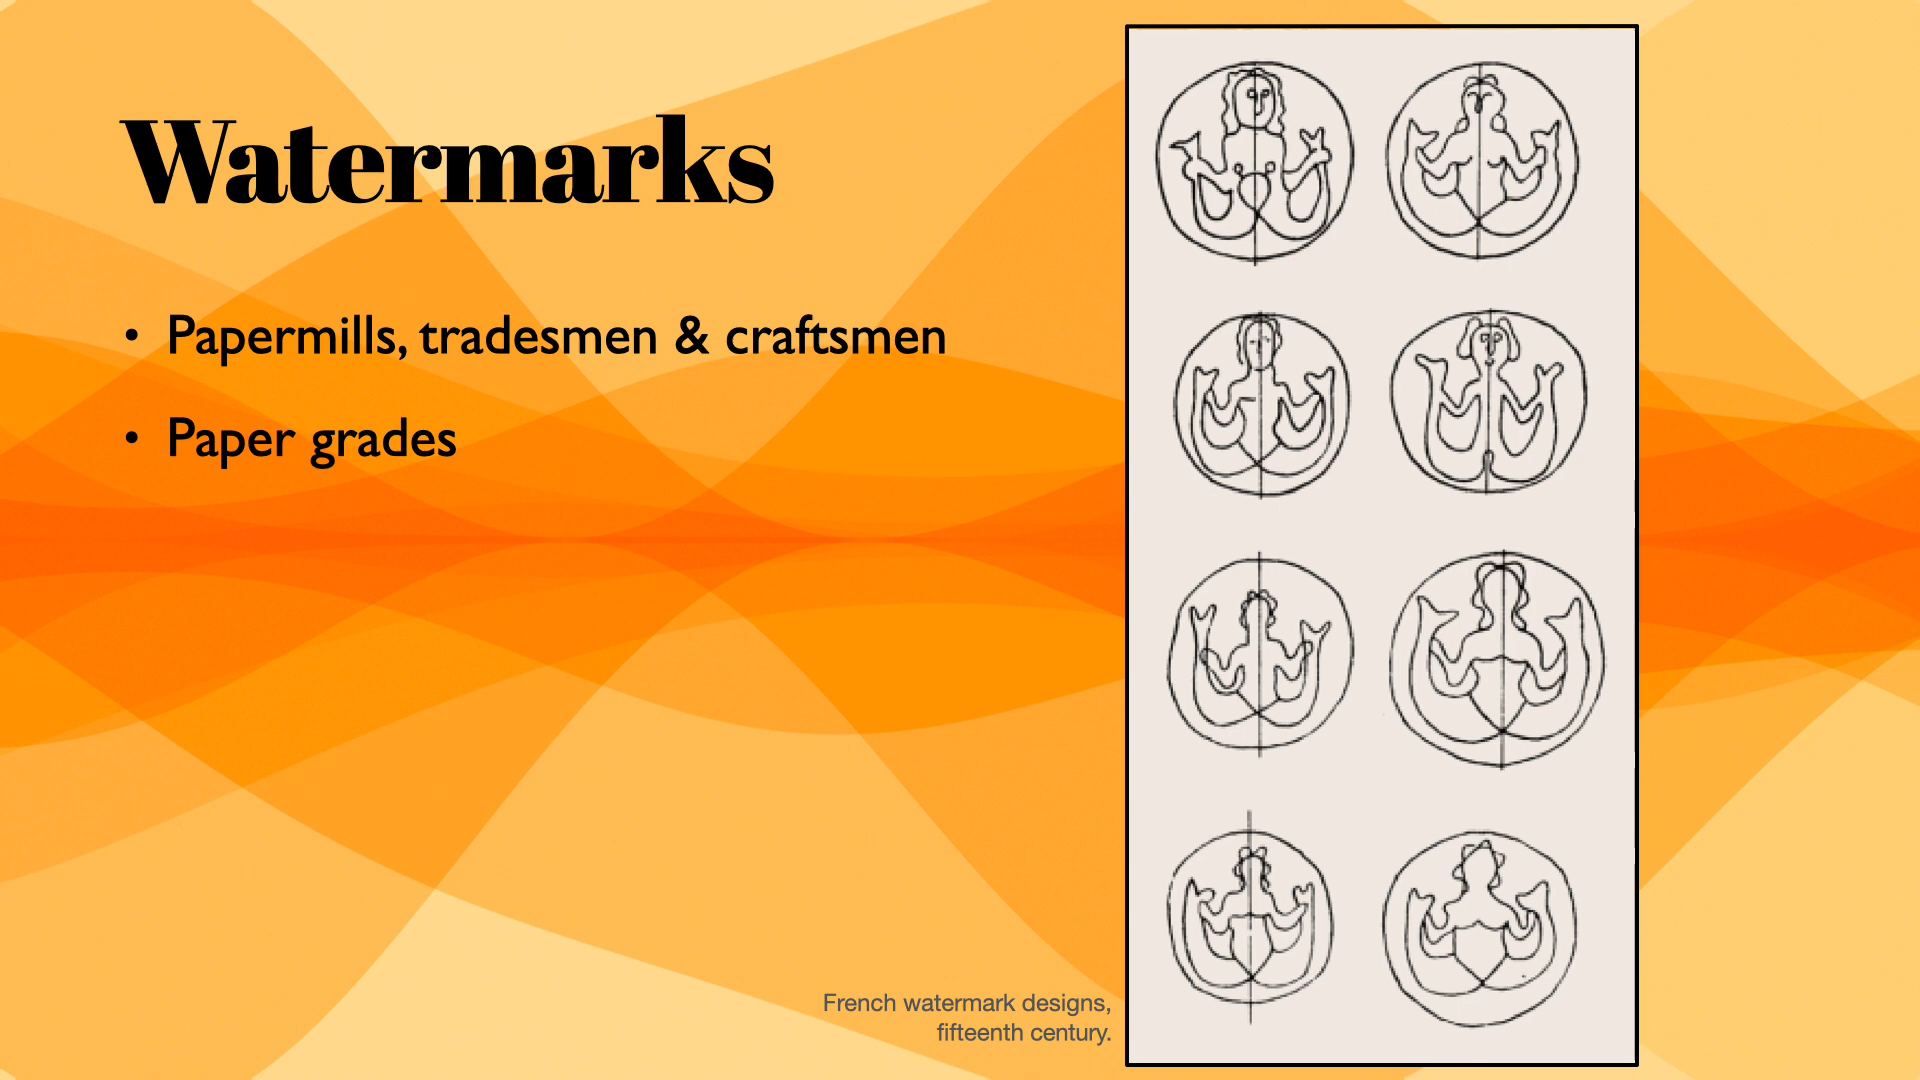 Watermarks
• Papermills, tradesmen & craftsmen
• Paper grades
French watermark designs,
fifteenth century.